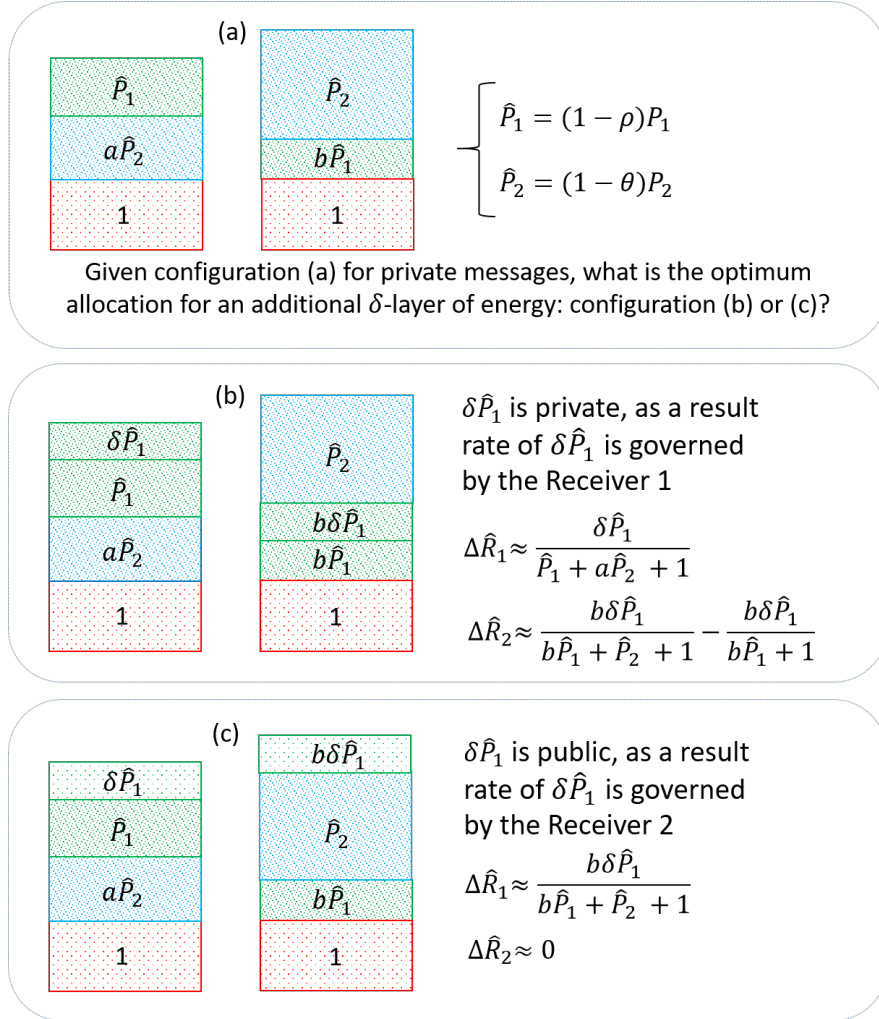 (a)
P̂₁
aP̂₂
1
P̂₂
bP̂₁
1
P̂₁ = (1 − ρ)P₁
P̂₂ = (1 − θ)P₂
Given configuration (a) for private messages, what is the optimum
allocation for an additional δ-layer of energy: configuration (b) or (c)?
(b)
δP̂₁
P̂₁
aP̂₂
1
P̂₂
bδP̂₁
bP̂₁
1
δP̂₁ is private, as a result
rate of δP̂₁ is governed
by the Receiver 1
ΔR̂₁≈ δP̂₁ / (P̂₁ + aP̂₂ + 1)
ΔR̂₂≈ bδP̂₁ / (bP̂₁ + P̂₂ + 1) − bδP̂₁ / (bP̂₁ + 1)
(c)
δP̂₁
P̂₁
aP̂₂
1
bδP̂₁
P̂₂
bP̂₁
1
δP̂₁ is public, as a result
rate of δP̂₁ is governed
by the Receiver 2
ΔR̂₁≈ bδP̂₁ / (bP̂₁ + P̂₂ + 1)
ΔR̂₂≈ 0